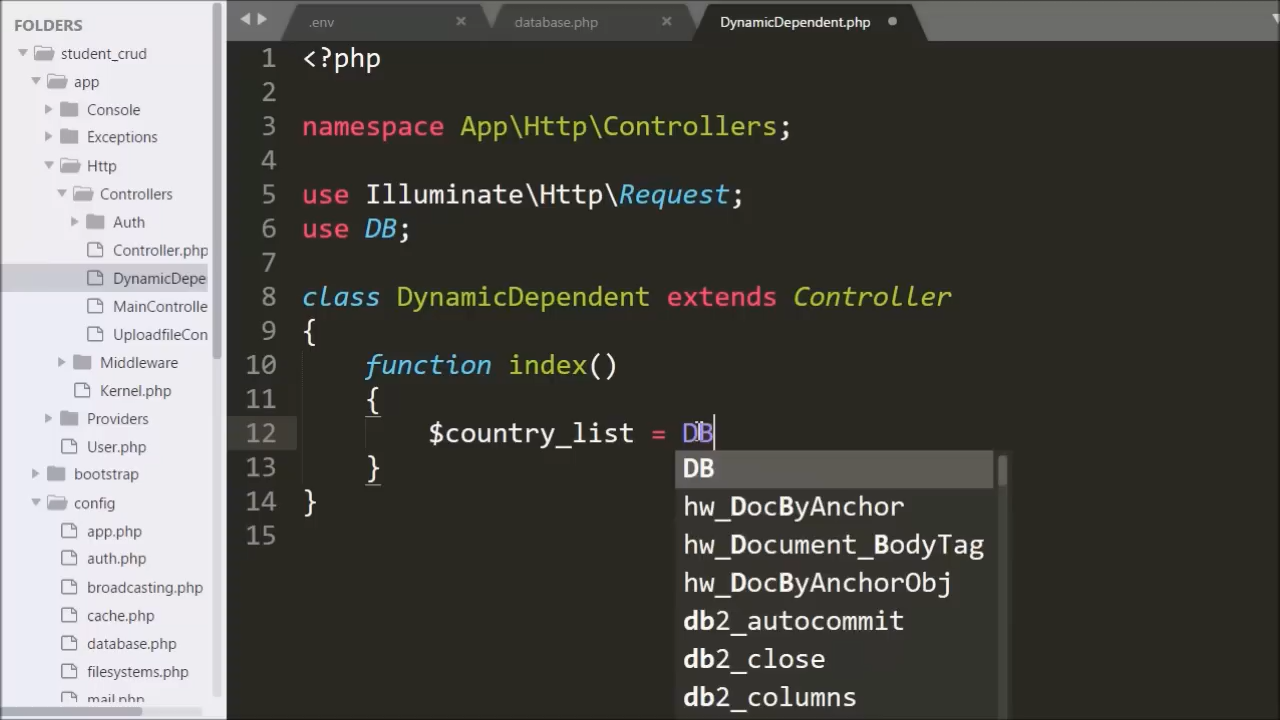 FOLDERS
student_crud
app
Console
Exceptions
Http
Controllers
Auth
Controller.php
DynamicDepe
MainControlle
UploadfileCon
Middleware
Kernel.php
Providers
User.php
bootstrap
config
app.php
auth.php
broadcasting.php
cache.php
database.php
filesystems.php
mail.php
.env
database.php
DynamicDependent.php
1 <?php
2
3 namespace App\Http\Controllers;
4
5 use Illuminate\Http\Request;
6 use DB;
7
8 class DynamicDependent extends Controller
9 {
10 function index()
11 {
12 $country_list = DB
13 }
14 }
15
DB
hw_DocByAnchor
hw_Document_BodyTag
hw_DocByAnchorObj
db2_autocommit
db2_close
db2_columns